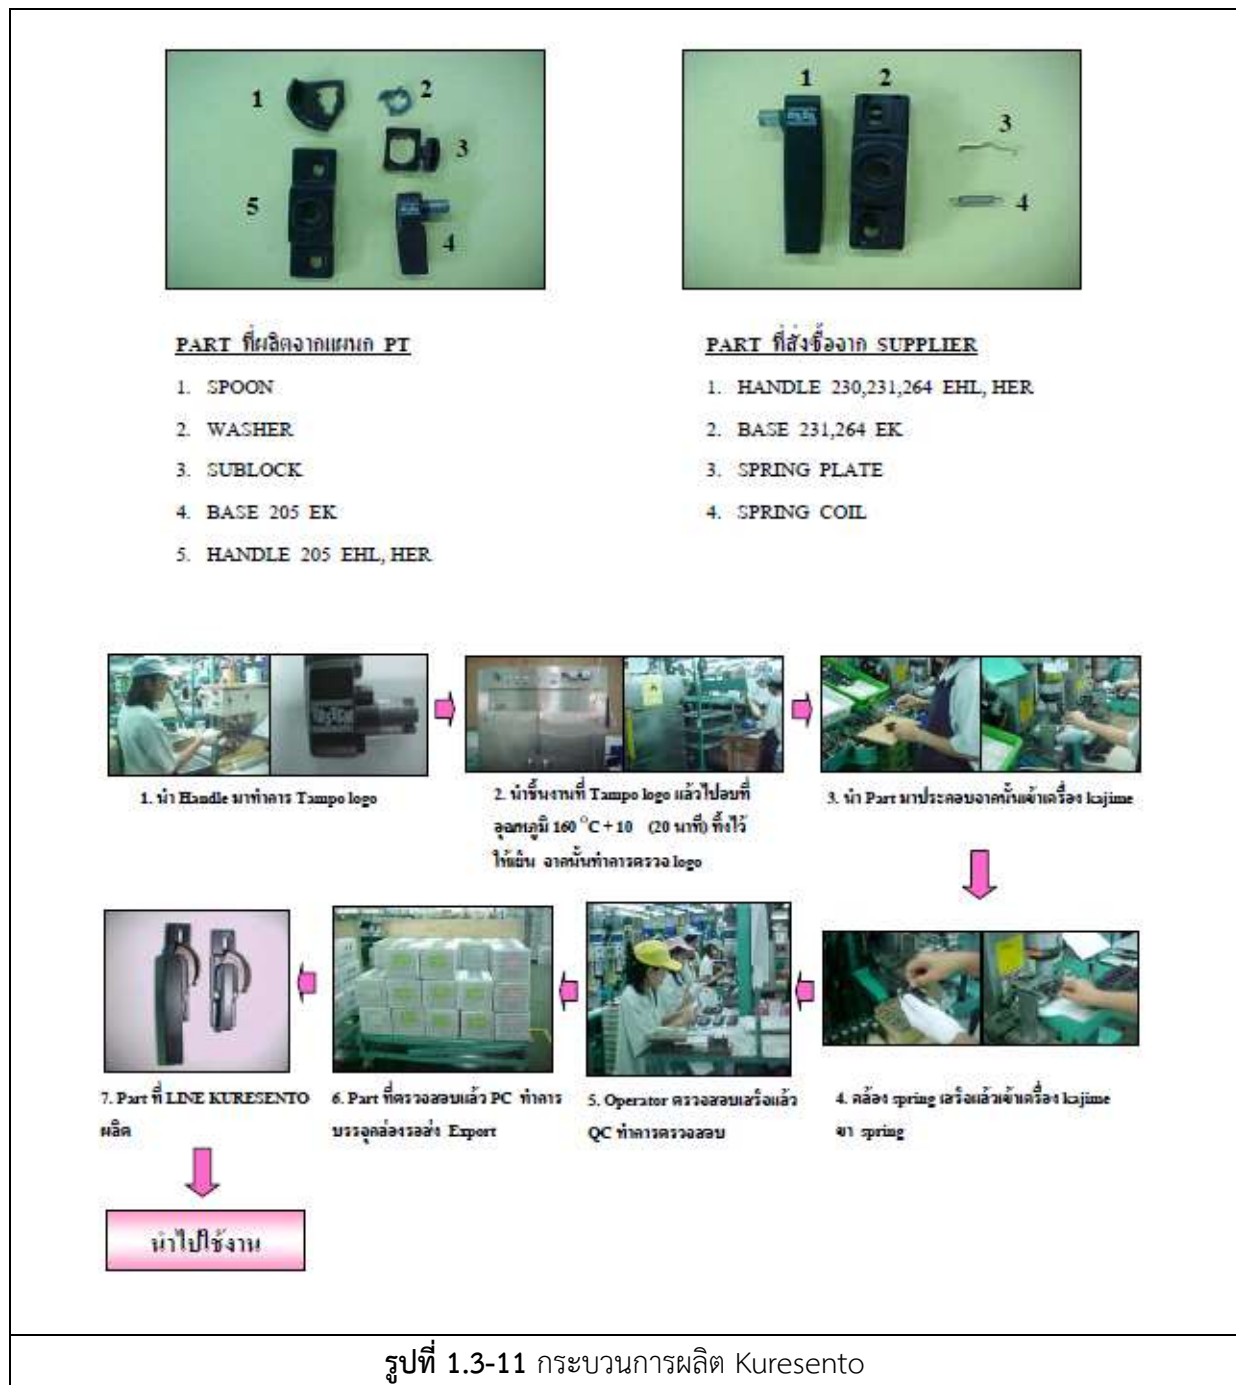 1
2
3
4
5
1
2
3
4
PART ที่ผลิตจากแผนก PT
1. SPOON
2. WASHER
3. SUBLOCK
4. BASE 205 EK
5. HANDLE 205 EHL, HER
PART ที่สั่งซื้อจาก SUPPLIER
1. HANDLE 230,231,264 EHL, HER
2. BASE 231,264 EK
3. SPRING PLATE
4. SPRING COIL
1. นำ Handle มาทำการ Tampo logo
2. นำชิ้นงานที่ Tampo logo แล้วไปอบที่
อุณหภูมิ 160 °C + 10 (20 นาที) ทิ้งไว้
ให้เย็น จากนั้นทำการตรวจ logo
3. นำ Part มาประกอบจากนั้นเข้าเครื่อง kajime
4. คล้อง spring เสร็จแล้วเข้าเครื่อง kajime
ขา spring
5. Operator ตรวจสอบเสร็จแล้ว
QC ทำการตรวจสอบ
6. Part ที่ตรวจสอบแล้ว PC ทำการ
บรรจุกล่องรอส่ง Export
7. Part ที่ LINE KURESENTO
ผลิต
นำไปใช้งาน
รูปที่ 1.3-11 กระบวนการผลิต Kuresento